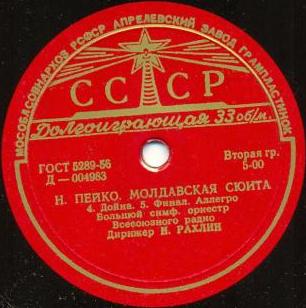 МОСОБЛСОВНАРХОЗ РСФСР АПРЕЛЕВСКИЙ ЗАВОД ГРАМПЛАСТИНОК
СССР
Долгоиграющая 33 об/м.
ГОСТ 5289-56
Д—004983
Вторая гр.
5-00
Н. ПЕЙКО. МОЛДАВСКАЯ СЮИТА
4. Дойна. 5. Финал. Аллегро
Большой симф. оркестр
Всесоюзного радио
Дирижер Н. РАХЛИН